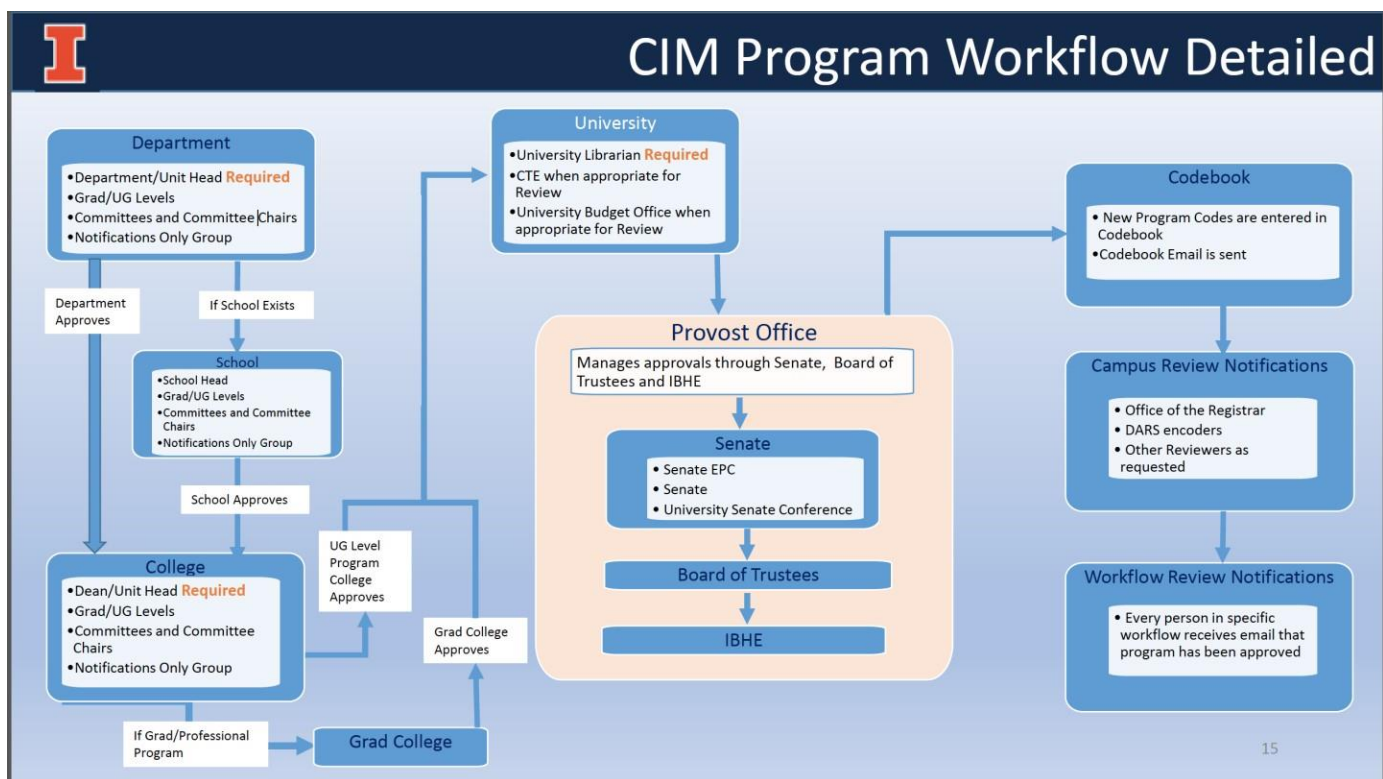 I
CIM Program Workflow Detailed
Department
•Department/Unit Head Required
•Grad/UG Levels
•Committees and Committee Chairs
•Notifications Only Group
Department
Approves
If School Exists
School
•School Head
•Grad/UG Levels
•Committees and Committee
Chairs
•Notifications Only Group
School Approves
College
•Dean/Unit Head Required
•Grad/UG Levels
•Committees and Committee
Chairs
•Notifications Only Group
If Grad/Professional
Program
Grad College
UG Level
Program
College
Approves
Grad College
Approves
University
•University Librarian Required
•CTE when appropriate for
Review
•University Budget Office when
appropriate for Review
Provost Office
Manages approvals through Senate, Board of
Trustees and IBHE
Senate
• Senate EPC
• Senate
• University Senate Conference
Board of Trustees
IBHE
Codebook
• New Program Codes are entered in
Codebook
•Codebook Email is sent
Campus Review Notifications
• Office of the Registrar
• DARS encoders
• Other Reviewers as
requested
Workflow Review Notifications
• Every person in specific
workflow receives email that
program has been approved
15